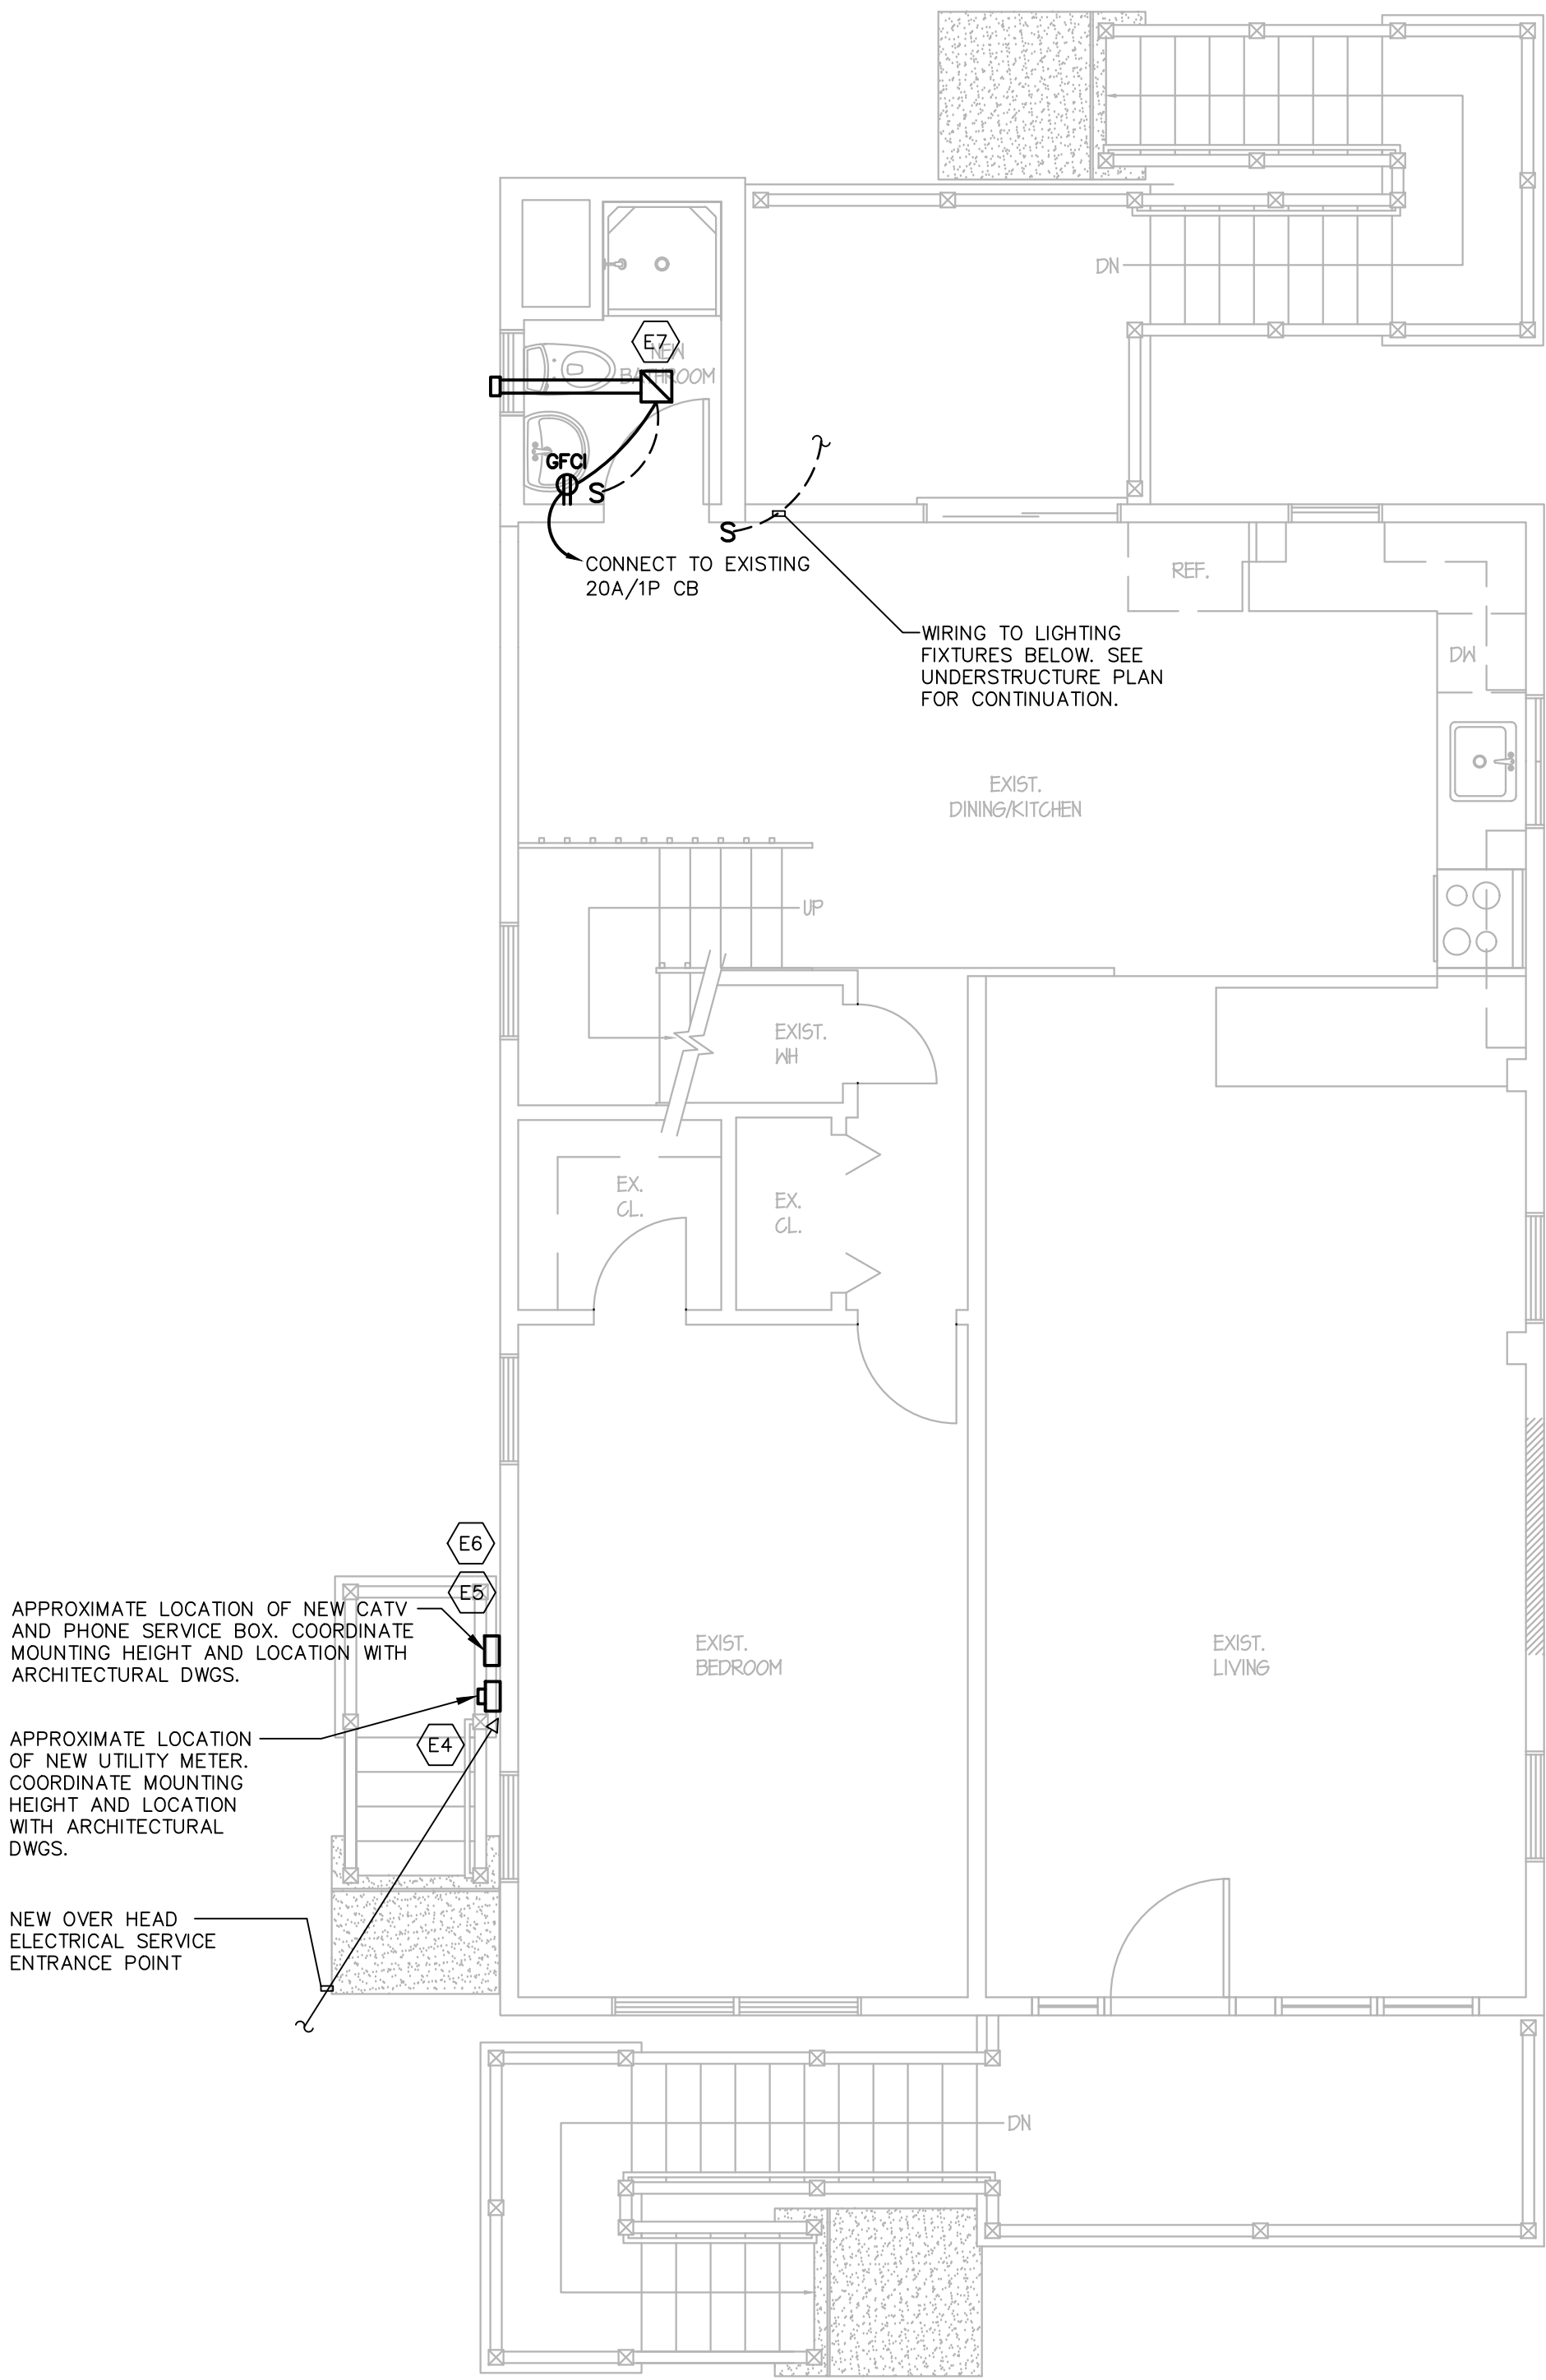 DN
E7
NEW
BATHROOM
GFCI
S
S
CONNECT TO EXISTING
20A/1P CB
REF.
WIRING TO LIGHTING
FIXTURES BELOW. SEE
UNDERSTRUCTURE PLAN
FOR CONTINUATION.
DW
EXIST.
DINING/KITCHEN
UP
EXIST.
WH
EX.
CL.
EX.
CL.
E6
E5
APPROXIMATE LOCATION OF NEW CATV
AND PHONE SERVICE BOX. COORDINATE
MOUNTING HEIGHT AND LOCATION WITH
ARCHITECTURAL DWGS.
EXIST.
BEDROOM
EXIST.
LIVING
E4
APPROXIMATE LOCATION
OF NEW UTILITY METER.
COORDINATE MOUNTING
HEIGHT AND LOCATION
WITH ARCHITECTURAL
DWGS.
NEW OVER HEAD
ELECTRICAL SERVICE
ENTRANCE POINT
DN